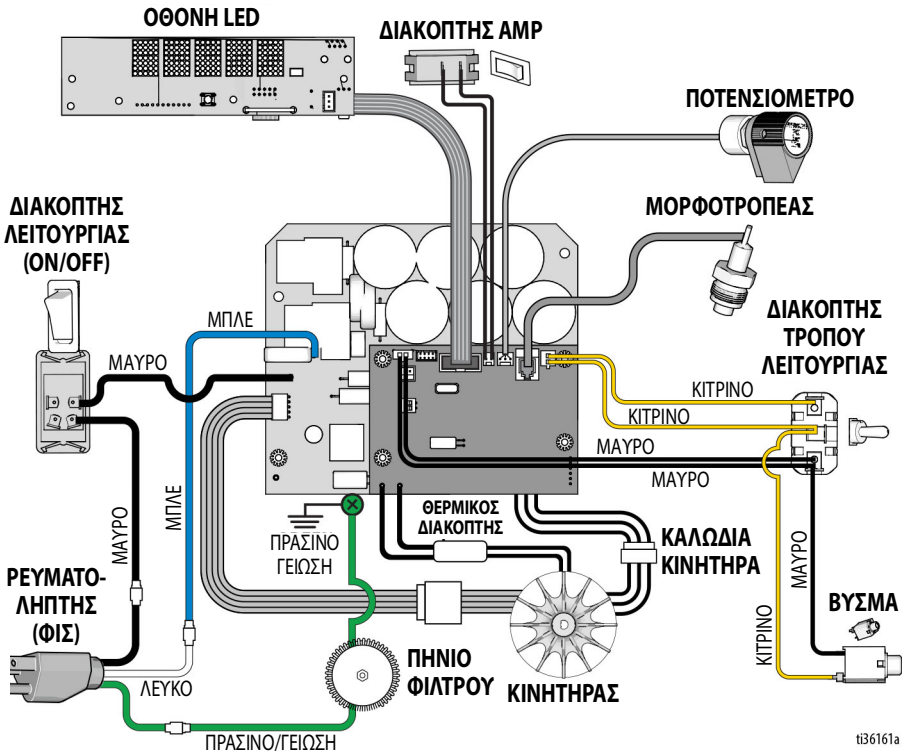 ΟΘΟΝΗ LED
ΔΙΑΚΟΠΤΗΣ AMP
ΠΟΤΕΝΣΙΟΜΕΤΡΟ
ΜΟΡΦΟΤΡΟΠΕΑΣ
ΔΙΑΚΟΠΤΗΣ
ΛΕΙΤΟΥΡΓΙΑΣ
(ON/OFF)
ΔΙΑΚΟΠΤΗΣ
ΤΡΟΠΟΥ
ΛΕΙΤΟΥΡΓΙΑΣ
ΜΠΛΕ
ΜΑΥΡΟ
ΚΙΤΡΙΝΟ
ΚΙΤΡΙΝΟ
ΜΑΥΡΟ
ΜΑΥΡΟ
ΜΠΛΕ
ΜΑΥΡΟ
ΘΕΡΜΙΚΟΣ
ΔΙΑΚΟΠΤΗΣ
ΠΡΑΣΙΝΟ
ΓΕΙΩΣΗ
ΚΑΛΩΔΙΑ
ΚΙΝΗΤΗΡΑ
ΜΑΥΡΟ
ΚΙΤΡΙΝΟ
ΡΕΥΜΑΤΟ-
ΛΗΠΤΗΣ
(ΦΙΣ)
ΒΥΣΜΑ
ΠΗΝΙΟ
ΦΙΛΤΡΟΥ
ΚΙΝΗΤΗΡΑΣ
ΛΕΥΚΟ
ΠΡΑΣΙΝΟ/ΓΕΙΩΣΗ
ti36161a